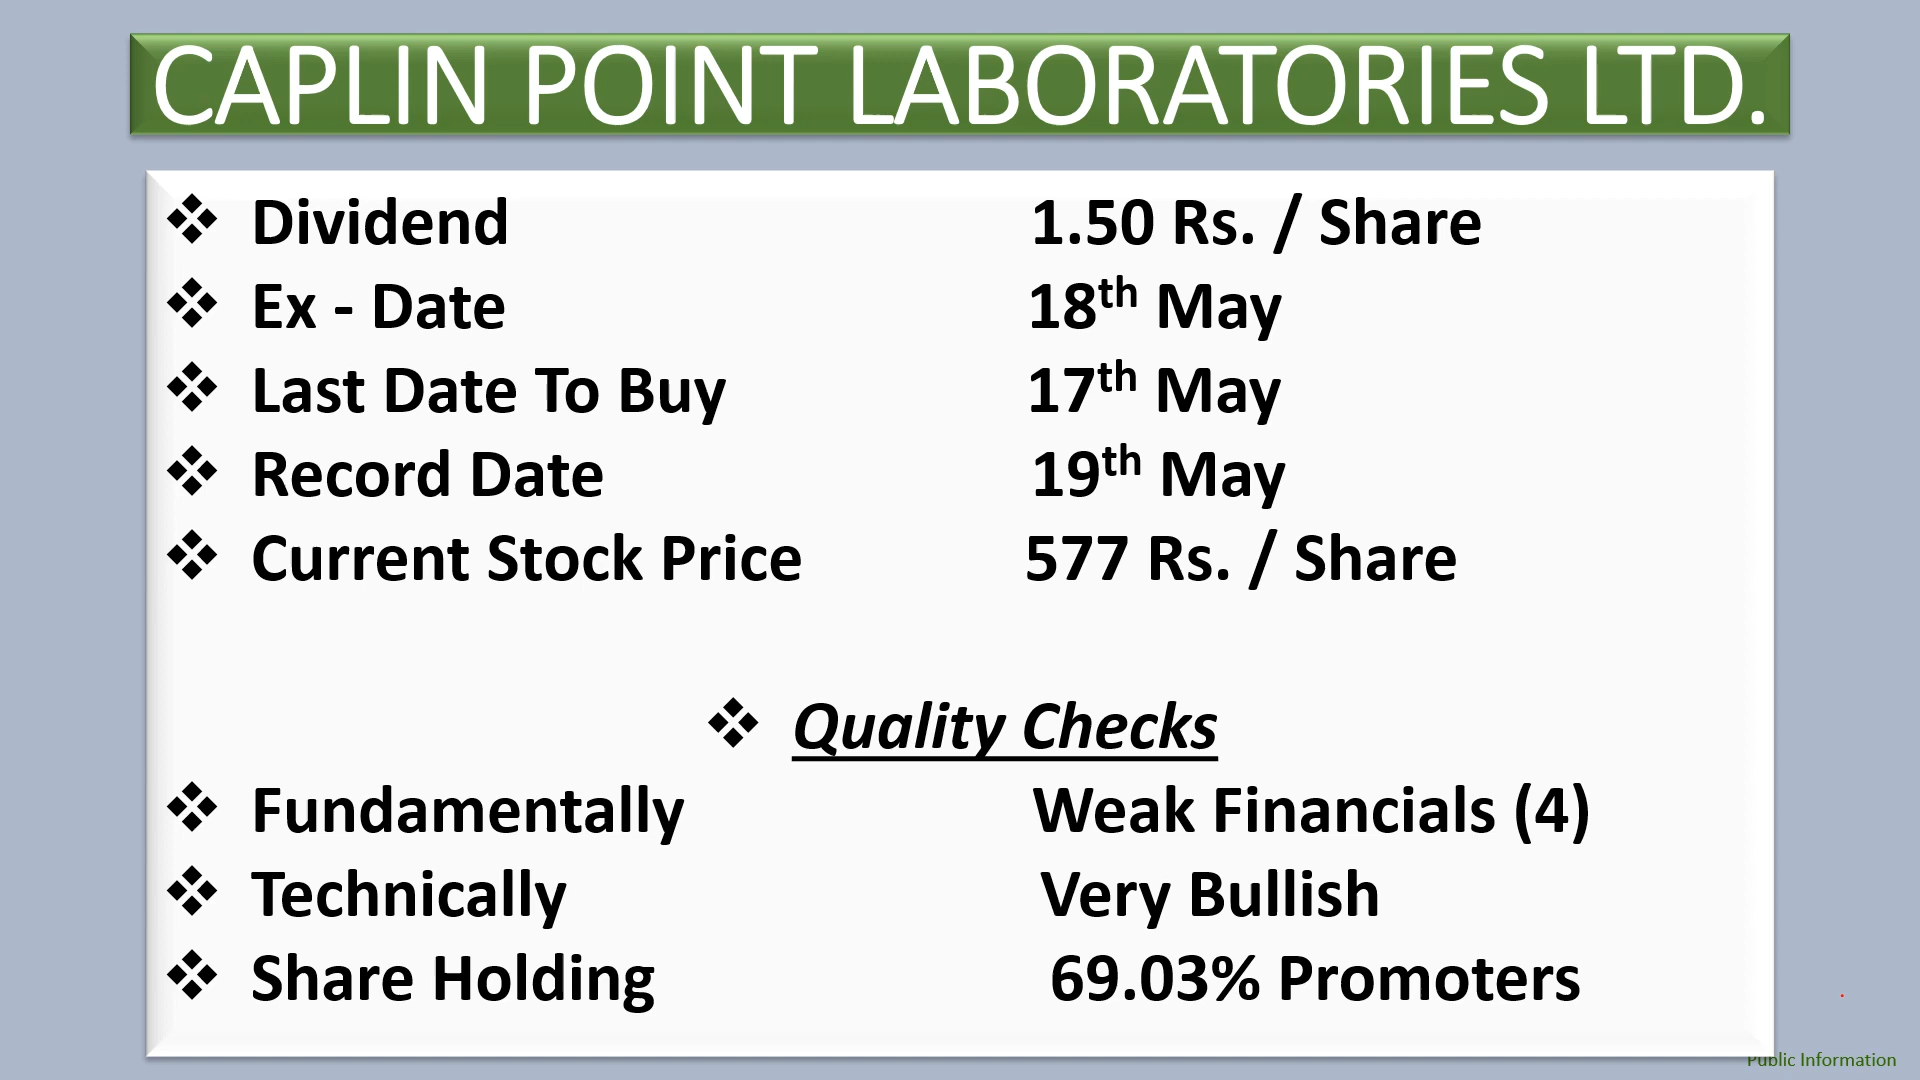 CAPLIN POINT LABORATORIES LTD.
❖ Dividend 1.50 Rs. / Share
❖ Ex - Date 18th May
❖ Last Date To Buy 17th May
❖ Record Date 19th May
❖ Current Stock Price 577 Rs. / Share
❖ Quality Checks
❖ Fundamentally Weak Financials (4)
❖ Technically Very Bullish
❖ Share Holding 69.03% Promoters
Public Information